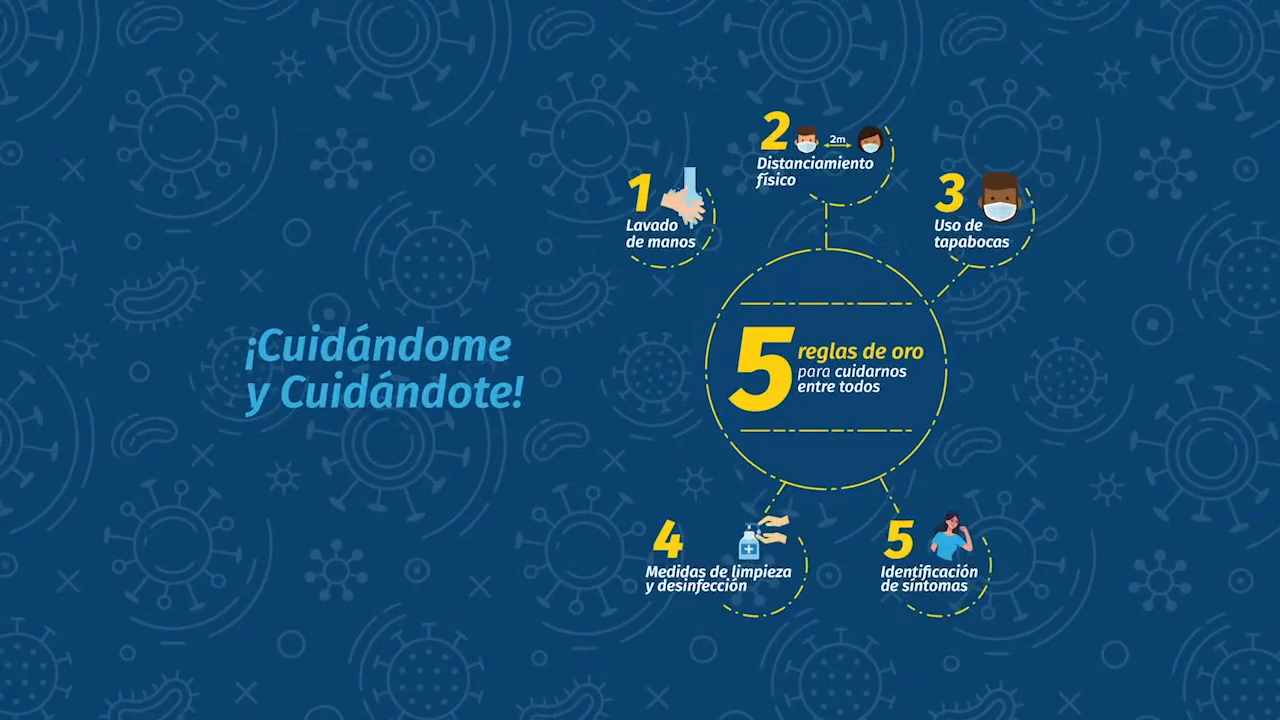 ¡Cuidándome
y Cuidándote!
1
Lavado
de manos
2
2m
Distanciamiento
físico
3
Uso de
tapabocas
5 reglas de oro
para cuidarnos
entre todos
4
Medidas de limpieza
y desinfección
5
Identificación
de síntomas